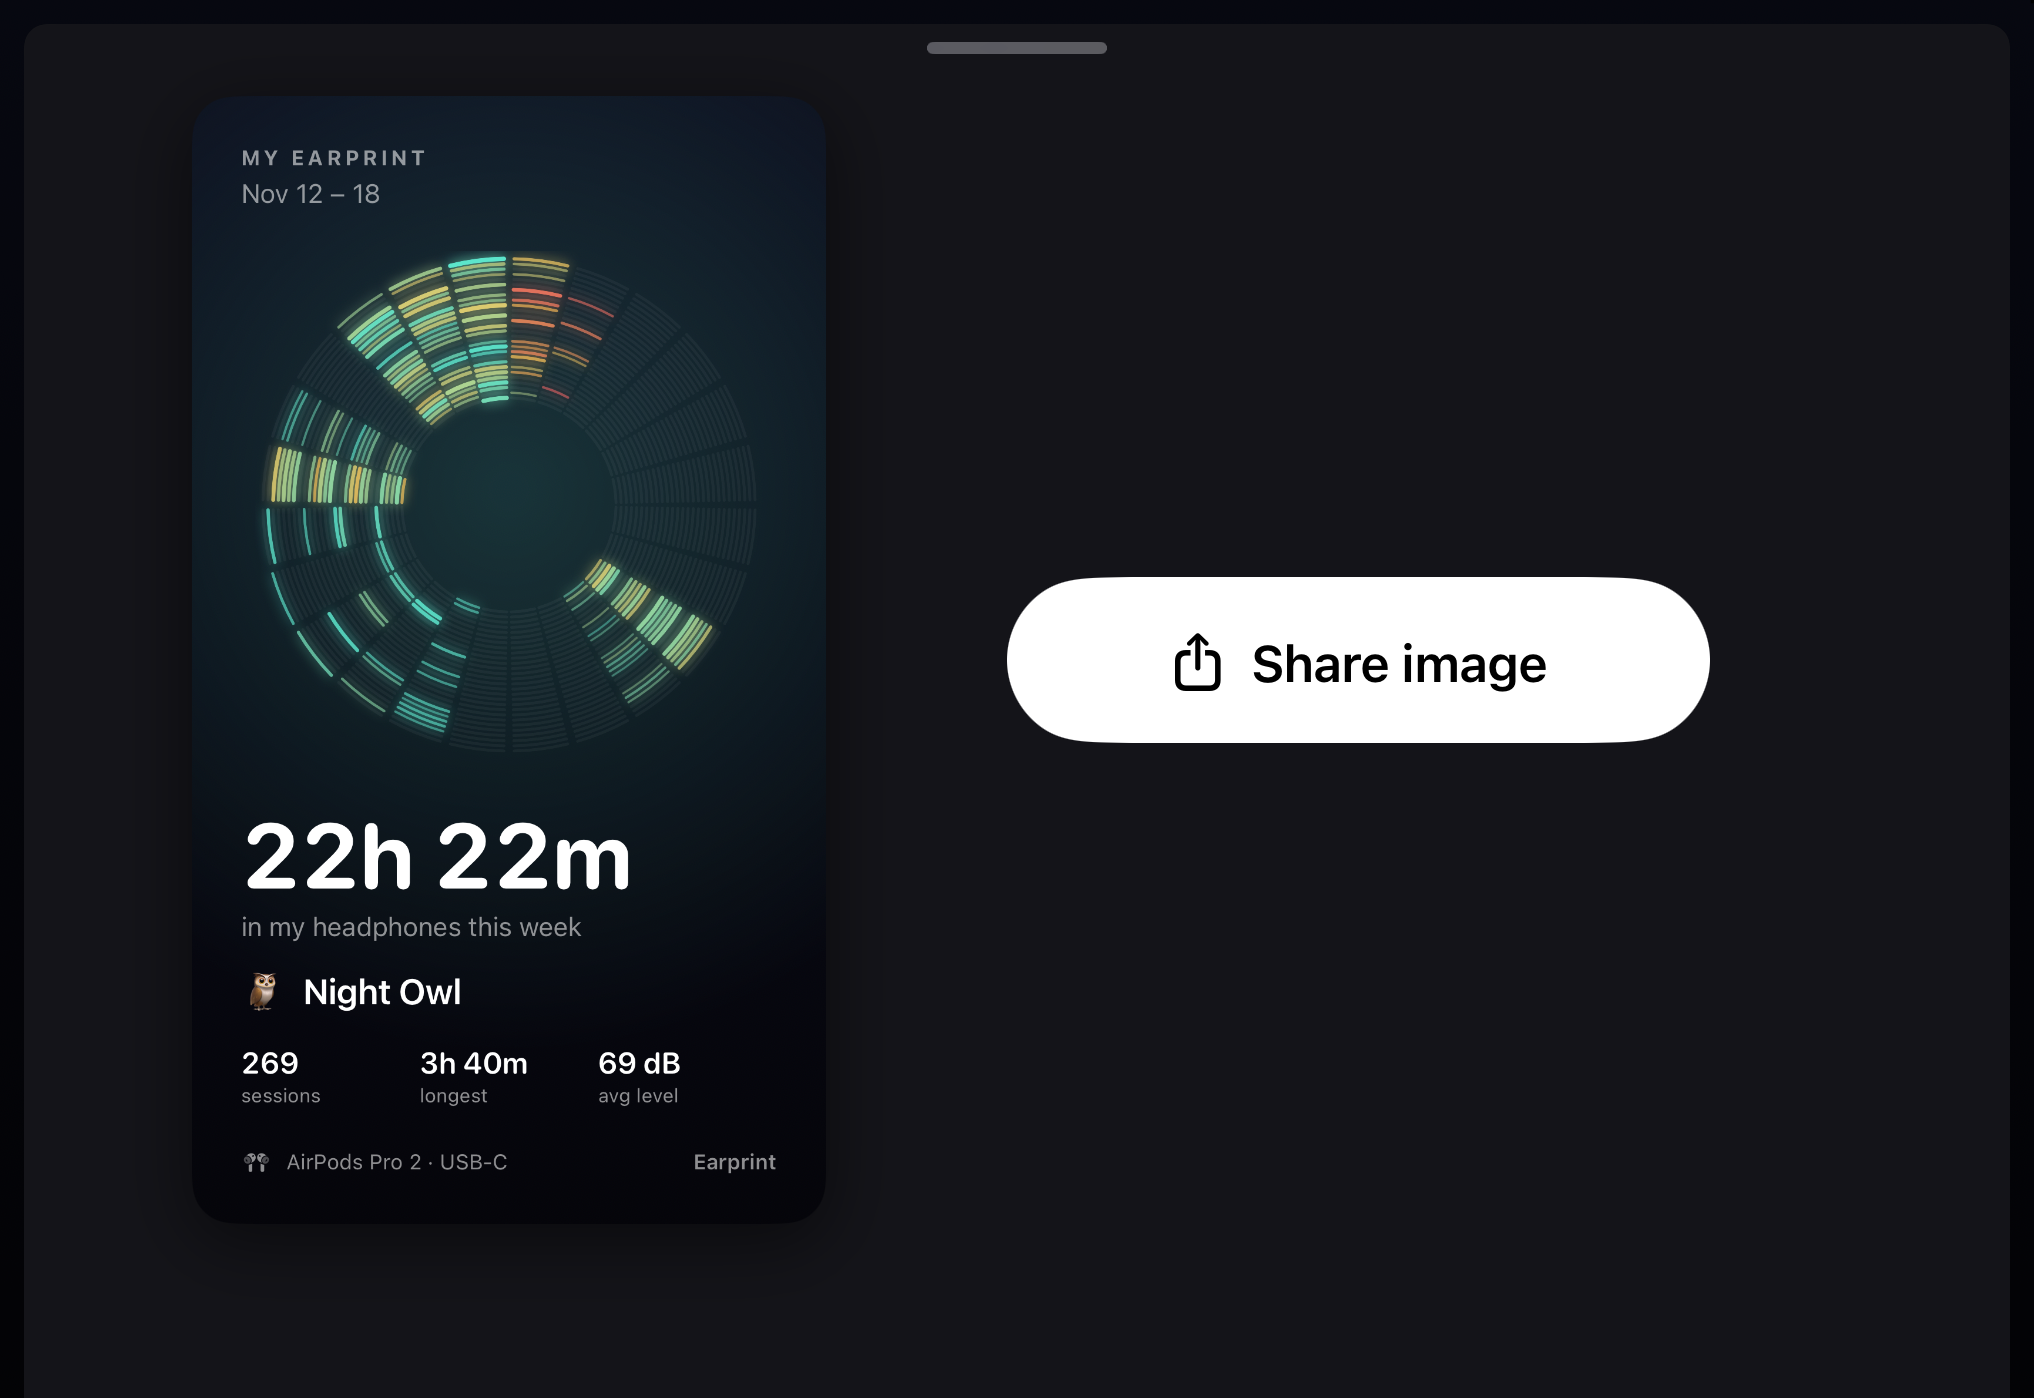 MY EARPRINT
Nov 12 – 18
22h 22m
in my headphones this week
Night Owl
269
sessions
3h 40m
longest
69 dB
avg level
AirPods Pro 2 · USB-C
Earprint
Share image